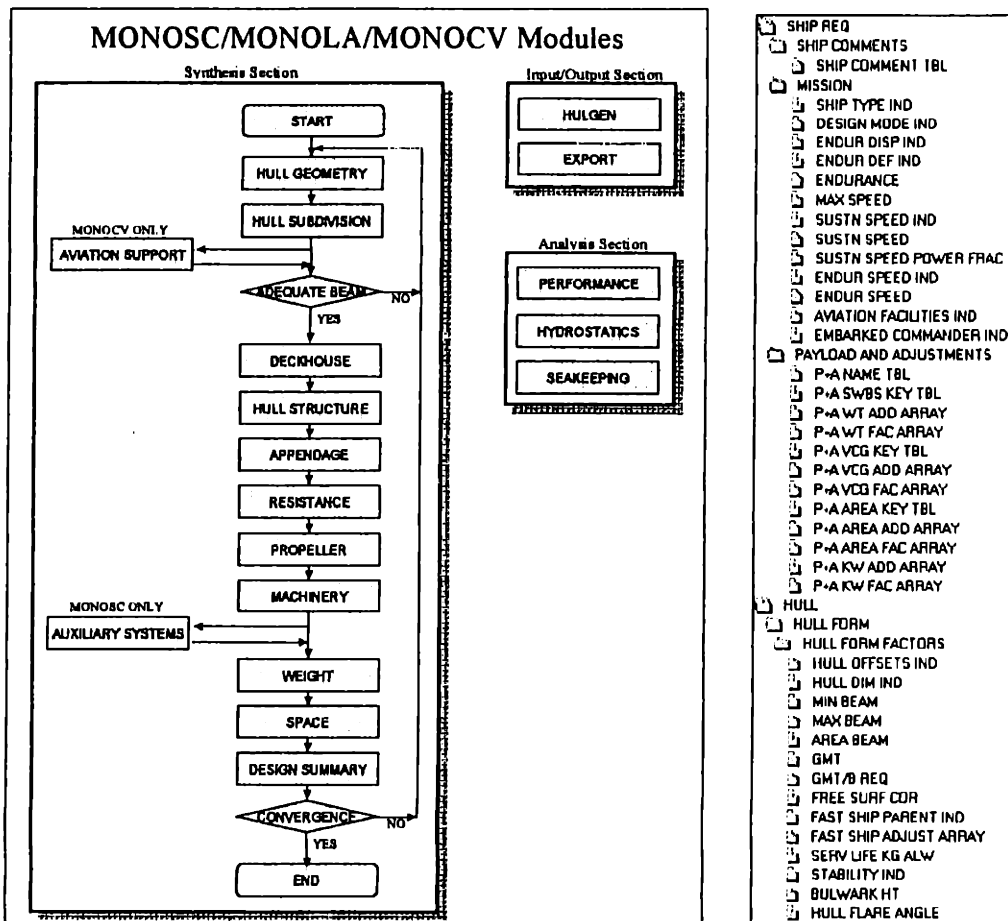 MONOSC/MONOLA/MONOCV Modules
Synthesis Section
START
HULL GEOMETRY
HULL SUBDIVISION
MONOCV ONLY
AVIATION SUPPORT
ADEQUATE BEAM
NO
YES
DECKHOUSE
HULL STRUCTURE
APPENDAGE
RESISTANCE
PROPELLER
MACHINERY
MONOSC ONLY
AUXILIARY SYSTEMS
WEIGHT
SPACE
DESIGN SUMMARY
CONVERGENCE
NO
YES
END
Input/Output Section
HULGEN
EXPORT
Analysis Section
PERFORMANCE
HYDROSTATICS
SEAKEEPING
SHIP REQ
SHIP COMMENTS
SHIP COMMENT TBL
MISSION
SHIP TYPE IND
DESIGN MODE IND
ENDUR DISP IND
ENDUR DEF IND
ENDURANCE
MAX SPEED
SUSTN SPEED IND
SUSTN SPEED
SUSTN SPEED POWER FRAC
ENDUR SPEED IND
ENDUR SPEED
AVIATION FACILITIES IND
EMBARKED COMMANDER IND
PAYLOAD AND ADJUSTMENTS
P+A NAME TBL
P+A SWBS KEY TBL
P+A WT ADD ARRAY
P+A WT FAC ARRAY
P+A VCG KEY TBL
P+A VCG ADD ARRAY
P+A VCG FAC ARRAY
P+A AREA KEY TBL
P+A AREA ADD ARRAY
P+A AREA FAC ARRAY
P+A KW ADD ARRAY
P+A KW FAC ARRAY
HULL
HULL FORM
HULL FORM FACTORS
HULL OFFSETS IND
HULL DIM IND
MIN BEAM
MAX BEAM
AREA BEAM
GMT
GMT/B REQ
FREE SURF COR
FAST SHIP PARENT IND
FAST SHIP ADJUST ARRAY
SERV LIFE KG ALW
STABILITY IND
BULWARK HT
HULL FLARE ANGLE